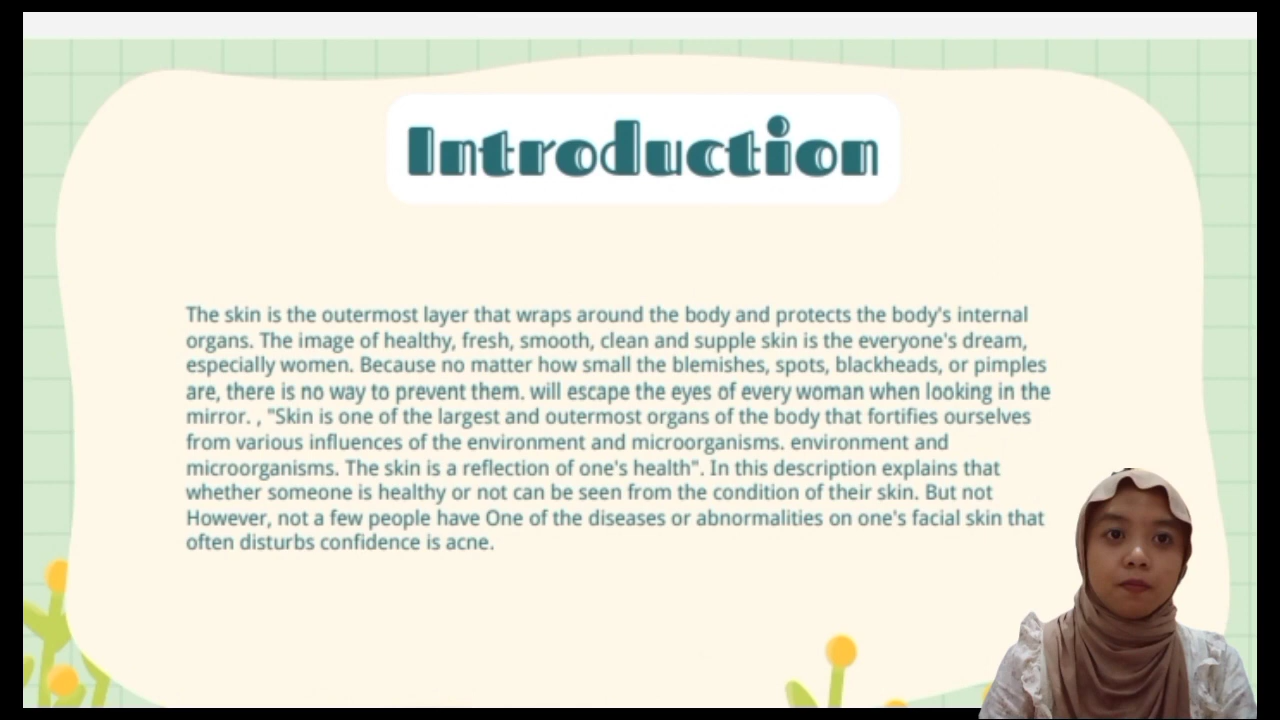 Introduction
The skin is the outermost layer that wraps around the body and protects the body's internal
organs. The image of healthy, fresh, smooth, clean and supple skin is the everyone's dream,
especially women. Because no matter how small the blemishes, spots, blackheads, or pimples
are, there is no way to prevent them. will escape the eyes of every woman when looking in the
mirror. , "Skin is one of the largest and outermost organs of the body that fortifies ourselves
from various influences of the environment and microorganisms. environment and
microorganisms. The skin is a reflection of one's health". In this description explains that
whether someone is healthy or not can be seen from the condition of their skin. But not
However, not a few people have One of the diseases or abnormalities on one's facial skin that
often disturbs confidence is acne.